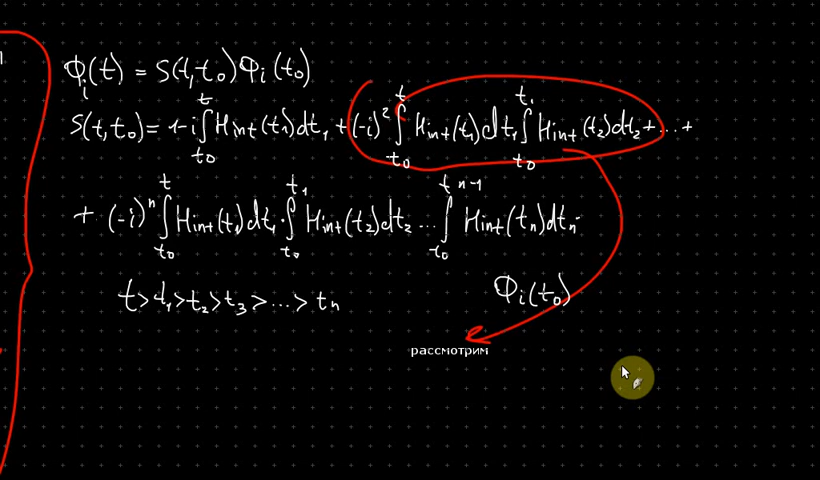 Φᵢ(t) = S(t,t₀)Φᵢ(t₀)
S(t,t₀) = 1 - i∫_{t₀}^{t} H_int(t₁)dt₁ + (-i)² ∫_{t₀}^{t} H_int(t₁)dt₁ ∫_{t₀}^{t₁} H_int(t₂)dt₂ + ... +
+ (-i)ⁿ ∫_{t₀}^{t} H_int(t₁)dt₁ · ∫_{t₀}^{t₁} H_int(t₂)dt₂ ... ∫_{t₀}^{t n-1} H_int(tₙ)dtₙ
t > t₁ > t₂ > t₃ > ... > tₙ
Φᵢ(t₀)
рассмотрим